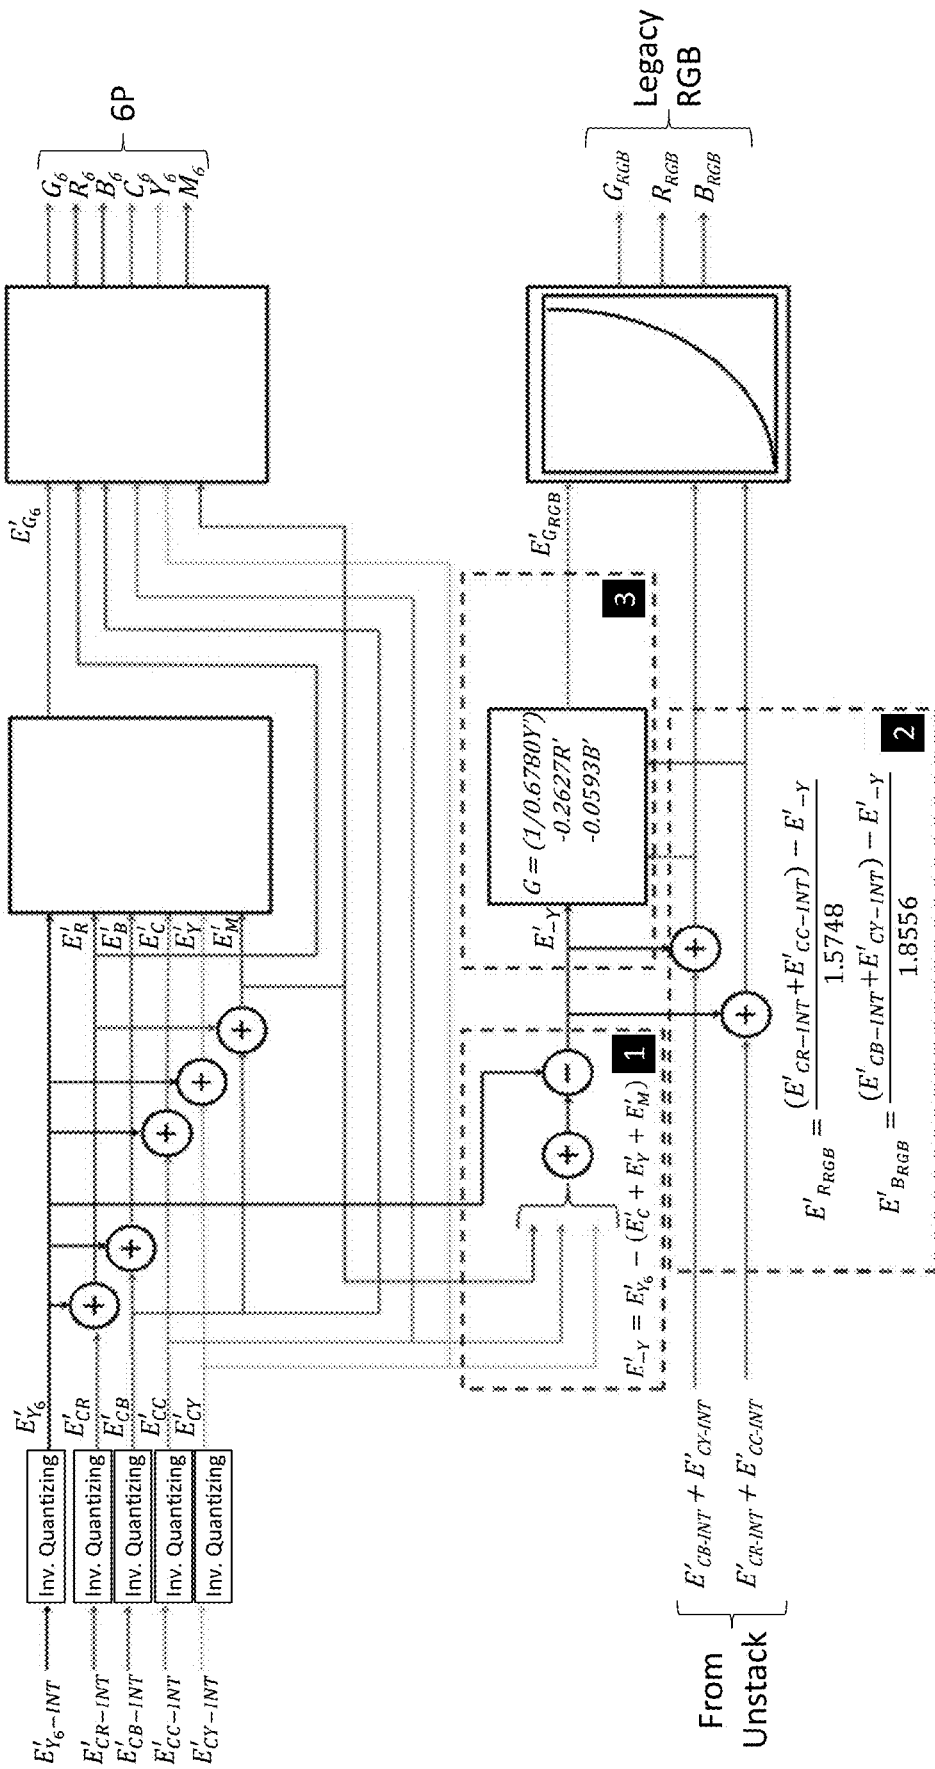 E'Y6-INT
E'CR-INT
E'CB-INT
E'CC-INT
E'CY-INT
Inv. Quantizing
Inv. Quantizing
Inv. Quantizing
Inv. Quantizing
Inv. Quantizing
E'Y6
E'CR
E'CB
E'CC
E'CY
+
+
+
+
+
E'R
E'B
E'C
E'Y
E'M
E'G6
G6
R6
B6
C6
Y6
M6
6P
E'-Y = E'Y6 - (E'C + E'Y + E'M)
1
+
-
E'-Y
G = (1/0.6780Y')
-0.2627R'
-0.0593B'
3
E'GRGB
From
Unstack
E'CB-INT + E'CY-INT
E'CR-INT + E'CC-INT
+
+
E'RRGB = (E'CR-INT+E'CC-INT) - E'-Y
1.5748
E'BRGB = (E'CB-INT+E'CY-INT) - E'-Y
1.8556
2
GRGB
RRGB
BRGB
Legacy
RGB